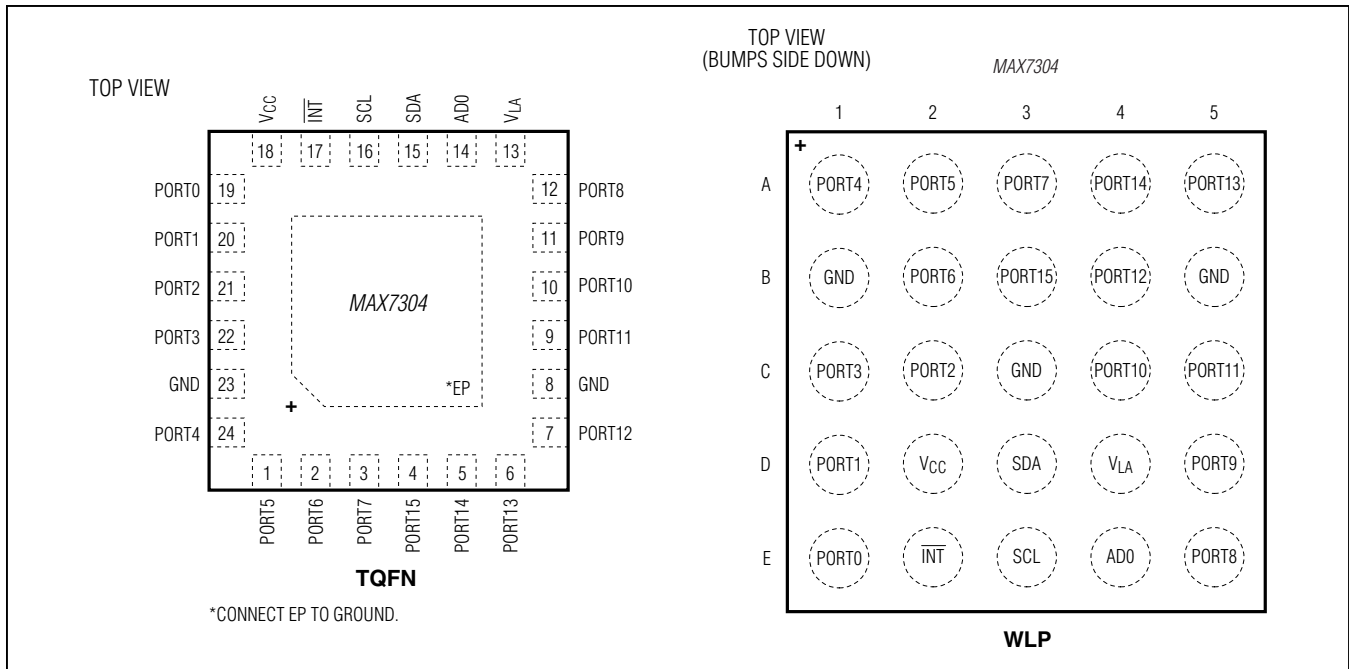 TOP VIEW
VCC INT SCL SDA AD0 VLA
18 17 16 15 14 13
PORT0 19 12 PORT8
PORT1 20 11 PORT9
PORT2 21 10 PORT10
MAX7304
PORT3 22 9 PORT11
GND 23 *EP 8 GND
+
PORT4 24 7 PORT12
1 2 3 4 5 6
PORT5 PORT6 PORT7 PORT15 PORT14 PORT13
TQFN
*CONNECT EP TO GROUND.
TOP VIEW
(BUMPS SIDE DOWN)
MAX7304
1 2 3 4 5
+
A PORT4 PORT5 PORT7 PORT14 PORT13
B GND PORT6 PORT15 PORT12 GND
C PORT3 PORT2 GND PORT10 PORT11
D PORT1 VCC SDA VLA PORT9
E PORT0 INT SCL AD0 PORT8
WLP